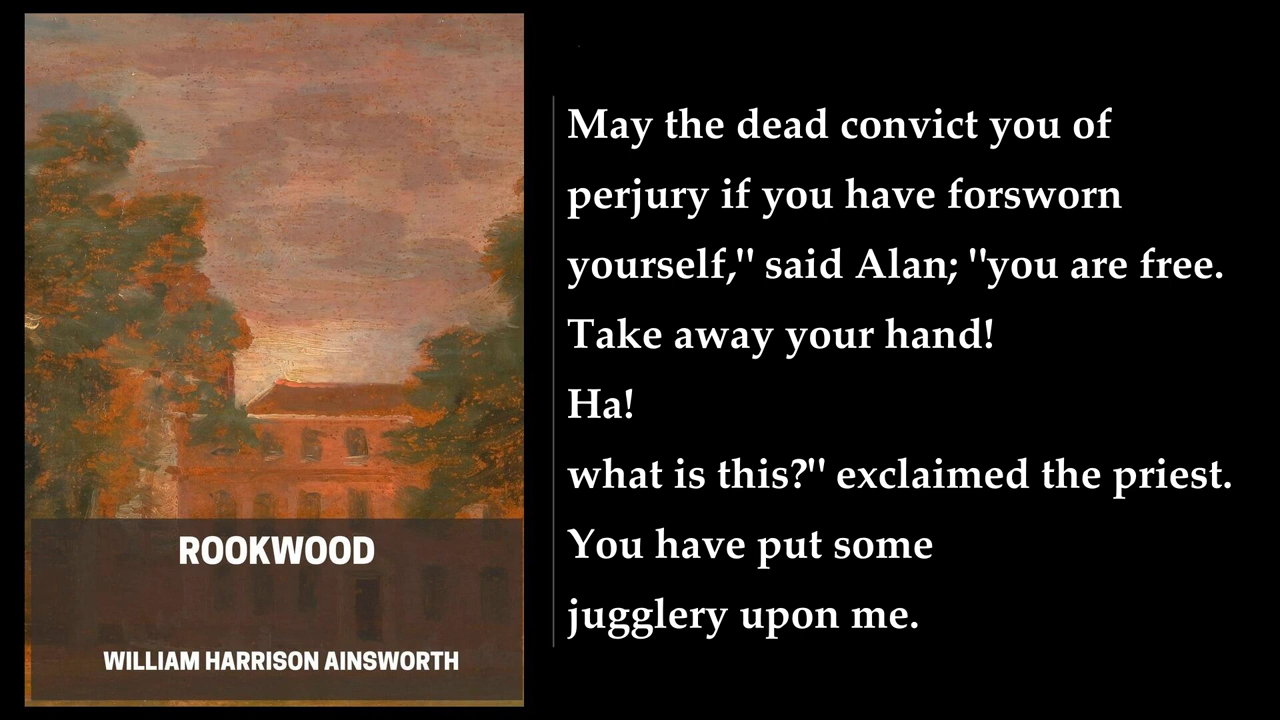 ROOKWOOD
WILLIAM HARRISON AINSWORTH
May the dead convict you of
perjury if you have forsworn
yourself," said Alan; "you are free.
Take away your hand!
Ha!
what is this?" exclaimed the priest.
You have put some
jugglery upon me.